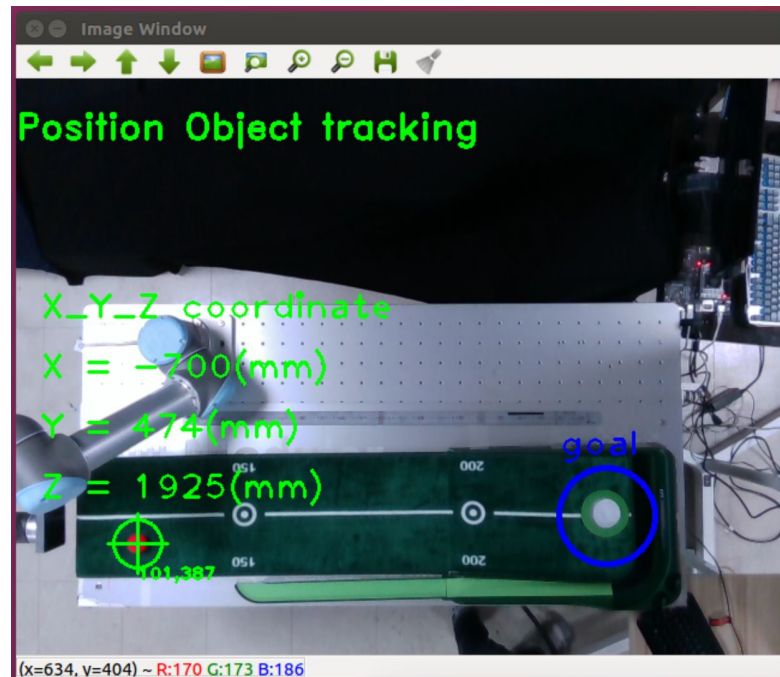 Image Window
Position Object tracking
X_Y_Z coordinate
X = -700(mm)
Y = 474(mm)
goal
150
200
Z = 1925(mm)
150
200
101,387
(x=634, y=404) ~ R:170 G:173 B:186